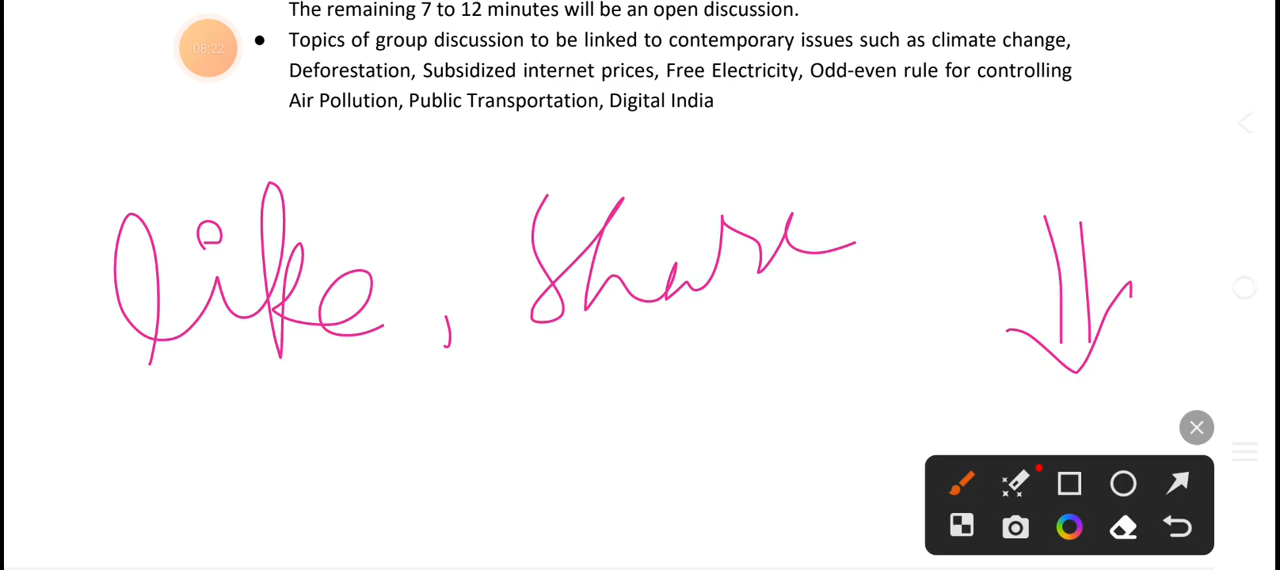 The remaining 7 to 12 minutes will be an open discussion.
08:22
● Topics of group discussion to be linked to contemporary issues such as climate change,
Deforestation, Subsidized internet prices, Free Electricity, Odd-even rule for controlling
Air Pollution, Public Transportation, Digital India
like, Share